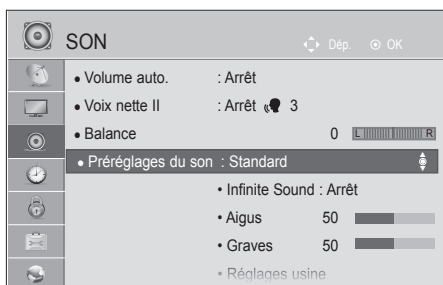 SON Dép. OK
• Volume auto. : Arrêt
• Voix nette II : Arrêt 3
• Balance 0 L R
• Préréglages du son : Standard
• Infinite Sound : Arrêt
• Aigus 50
• Graves 50
• Réglages usine